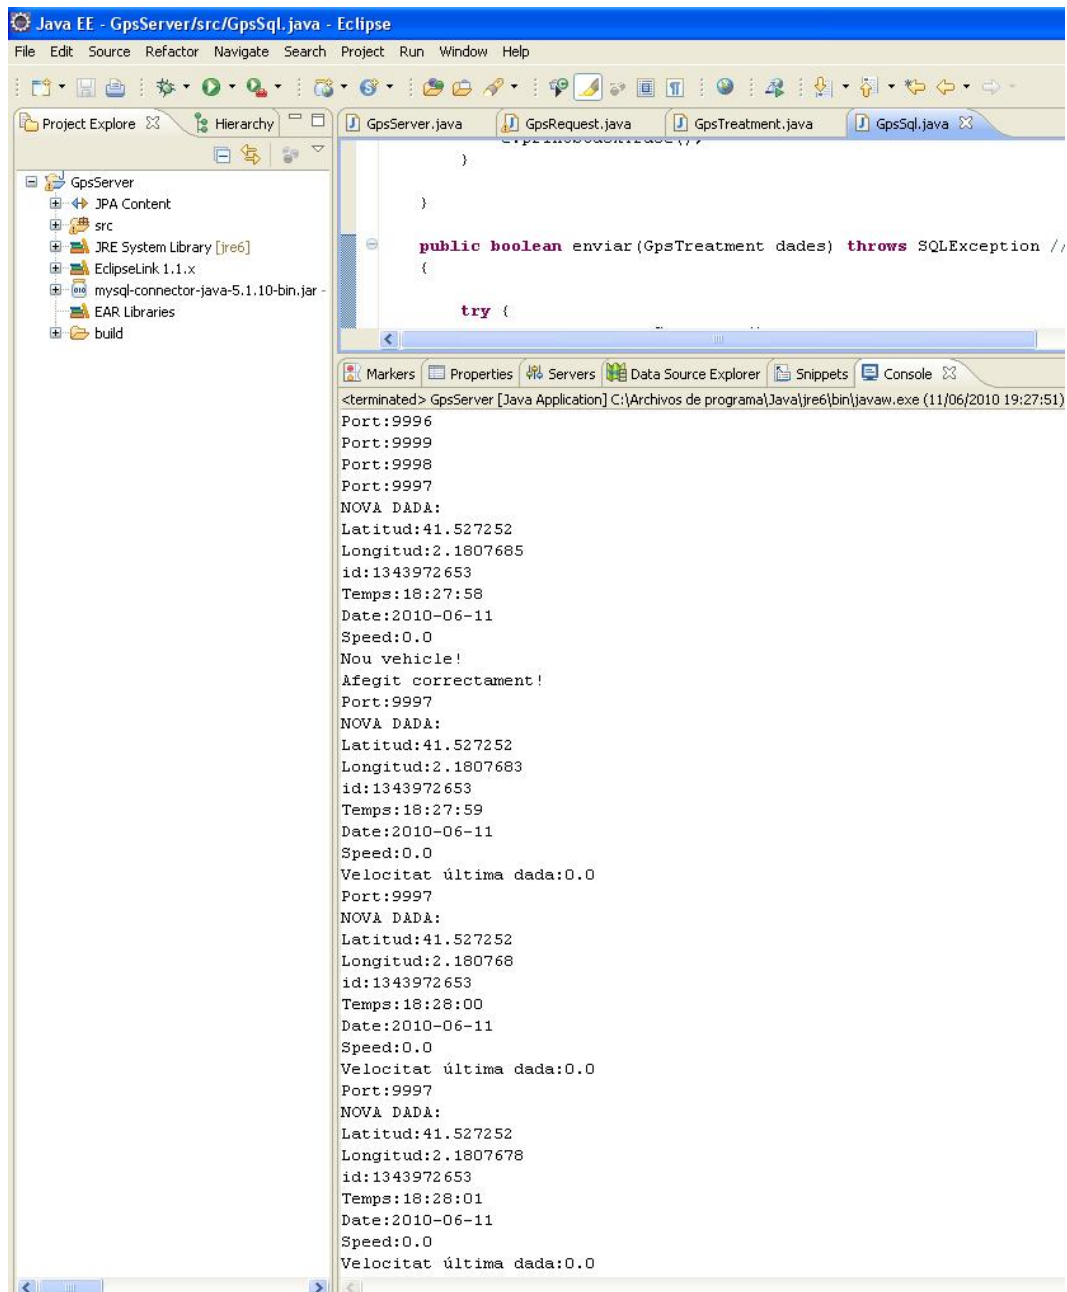 Java EE - GpsServer/src/GpsSql.java - Eclipse
File Edit Source Refactor Navigate Search Project Run Window Help
Project Explore Hierarchy
GpsServer.java GpsRequest.java GpsTreatment.java GpsSql.java
GpsServer
JPA Content
src
JRE System Library [jre6]
EclipseLink 1.1.x
mysql-connector-java-5.1.10-bin.jar -
EAR Libraries
build
}
}
public boolean enviar(GpsTreatment dades) throws SQLException //
{
try {
Markers Properties Servers Data Source Explorer Snippets Console
<terminated> GpsServer [Java Application] C:\Archivos de programa\Java\jre6\bin\javaw.exe (11/06/2010 19:27:51)
Port:9996
Port:9999
Port:9998
Port:9997
NOVA DADA:
Latitud:41.527252
Longitud:2.1807685
id:1343972653
Temps:18:27:58
Date:2010-06-11
Speed:0.0
Nou vehicle!
Afegit correctament!
Port:9997
NOVA DADA:
Latitud:41.527252
Longitud:2.1807683
id:1343972653
Temps:18:27:59
Date:2010-06-11
Speed:0.0
Velocitat última dada:0.0
Port:9997
NOVA DADA:
Latitud:41.527252
Longitud:2.180768
id:1343972653
Temps:18:28:00
Date:2010-06-11
Speed:0.0
Velocitat última dada:0.0
Port:9997
NOVA DADA:
Latitud:41.527252
Longitud:2.1807678
id:1343972653
Temps:18:28:01
Date:2010-06-11
Speed:0.0
Velocitat última dada:0.0